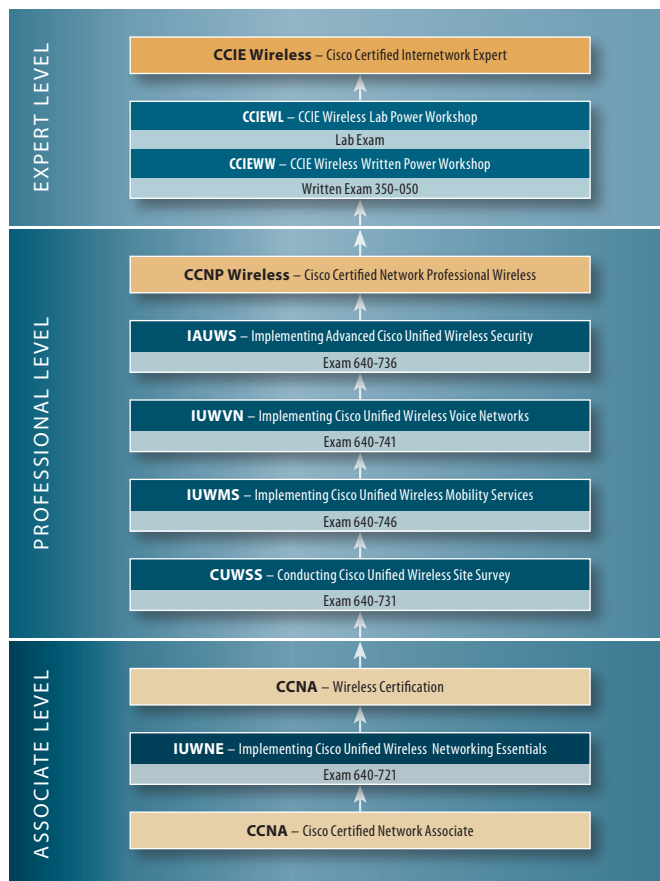 EXPERT LEVEL
CCIE Wireless – Cisco Certified Internetwork Expert
CCIEWL – CCIE Wireless Lab Power Workshop
Lab Exam
CCIEWW – CCIE Wireless Written Power Workshop
Written Exam 350-050
PROFESSIONAL LEVEL
CCNP Wireless – Cisco Certified Network Professional Wireless
IAUWS – Implementing Advanced Cisco Unified Wireless Security
Exam 640-736
IUWVN – Implementing Cisco Unified Wireless Voice Networks
Exam 640-741
IUWMS – Implementing Cisco Unified Wireless Mobility Services
Exam 640-746
CUWSS – Conducting Cisco Unified Wireless Site Survey
Exam 640-731
ASSOCIATE LEVEL
CCNA – Wireless Certification
IUWNE – Implementing Cisco Unified Wireless Networking Essentials
Exam 640-721
CCNA – Cisco Certified Network Associate